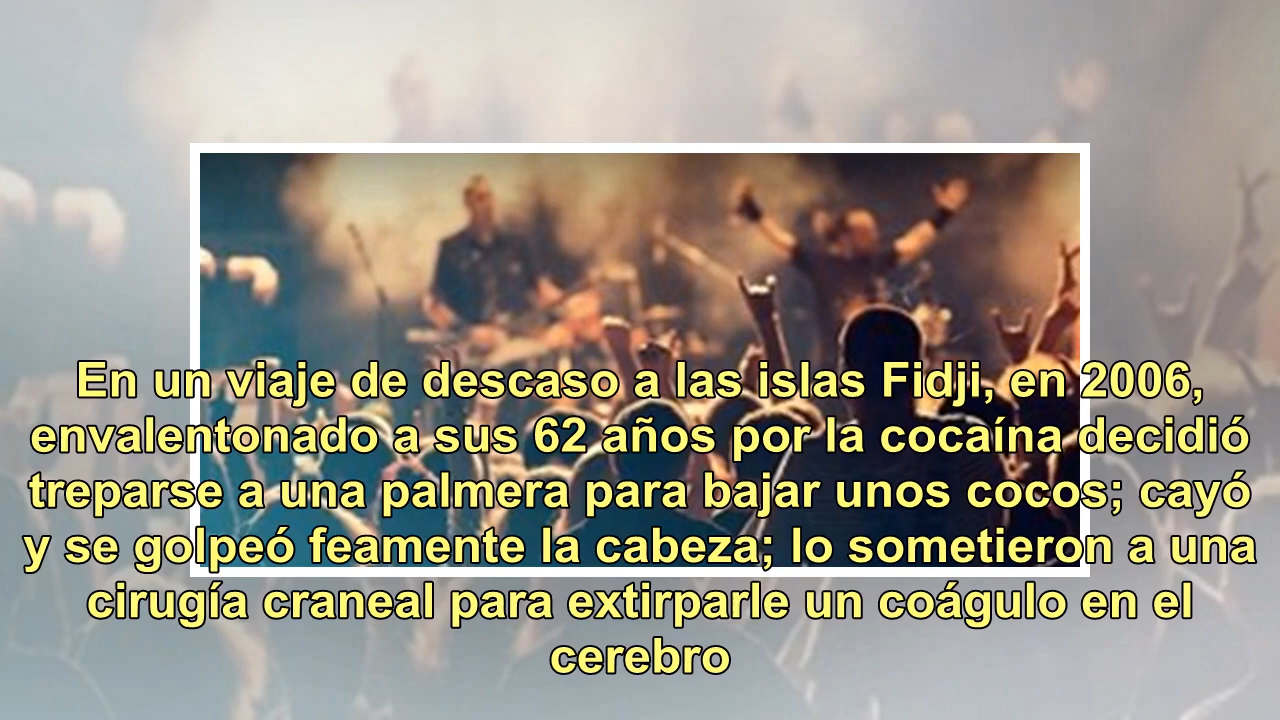 En un viaje de descaso a las islas Fidji, en 2006,
envalentonado a sus 62 años por la cocaína decidió
treparse a una palmera para bajar unos cocos; cayó
y se golpeó feamente la cabeza; lo sometieron a una
cirugía craneal para extirparle un coágulo en el
cerebro